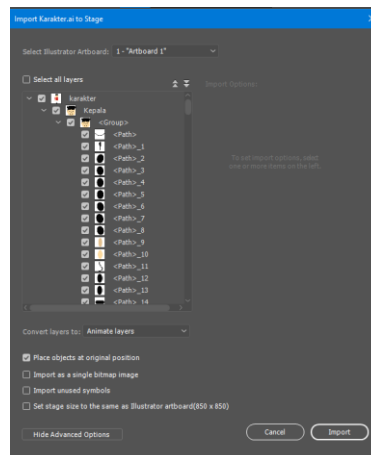 Import Karakter.ai to Stage
Select Illustrator Artboard: 1 - "Artboard 1"
Select all layers
Import Options:
karakter
Kepala
<Group>
<Path>
<Path>_1
<Path>_2
To set import options, select
one or more items on the left.
<Path>_3
<Path>_4
<Path>_5
<Path>_6
<Path>_7
<Path>_8
<Path>_9
<Path>_10
<Path>_11
<Path>_12
<Path>_13
<Path>_14
Convert layers to: Animate layers
Place objects at original position
Import as a single bitmap image
Import unused symbols
Set stage size to the same as Illustrator artboard(850 x 850)
Hide Advanced Options
Cancel
Import